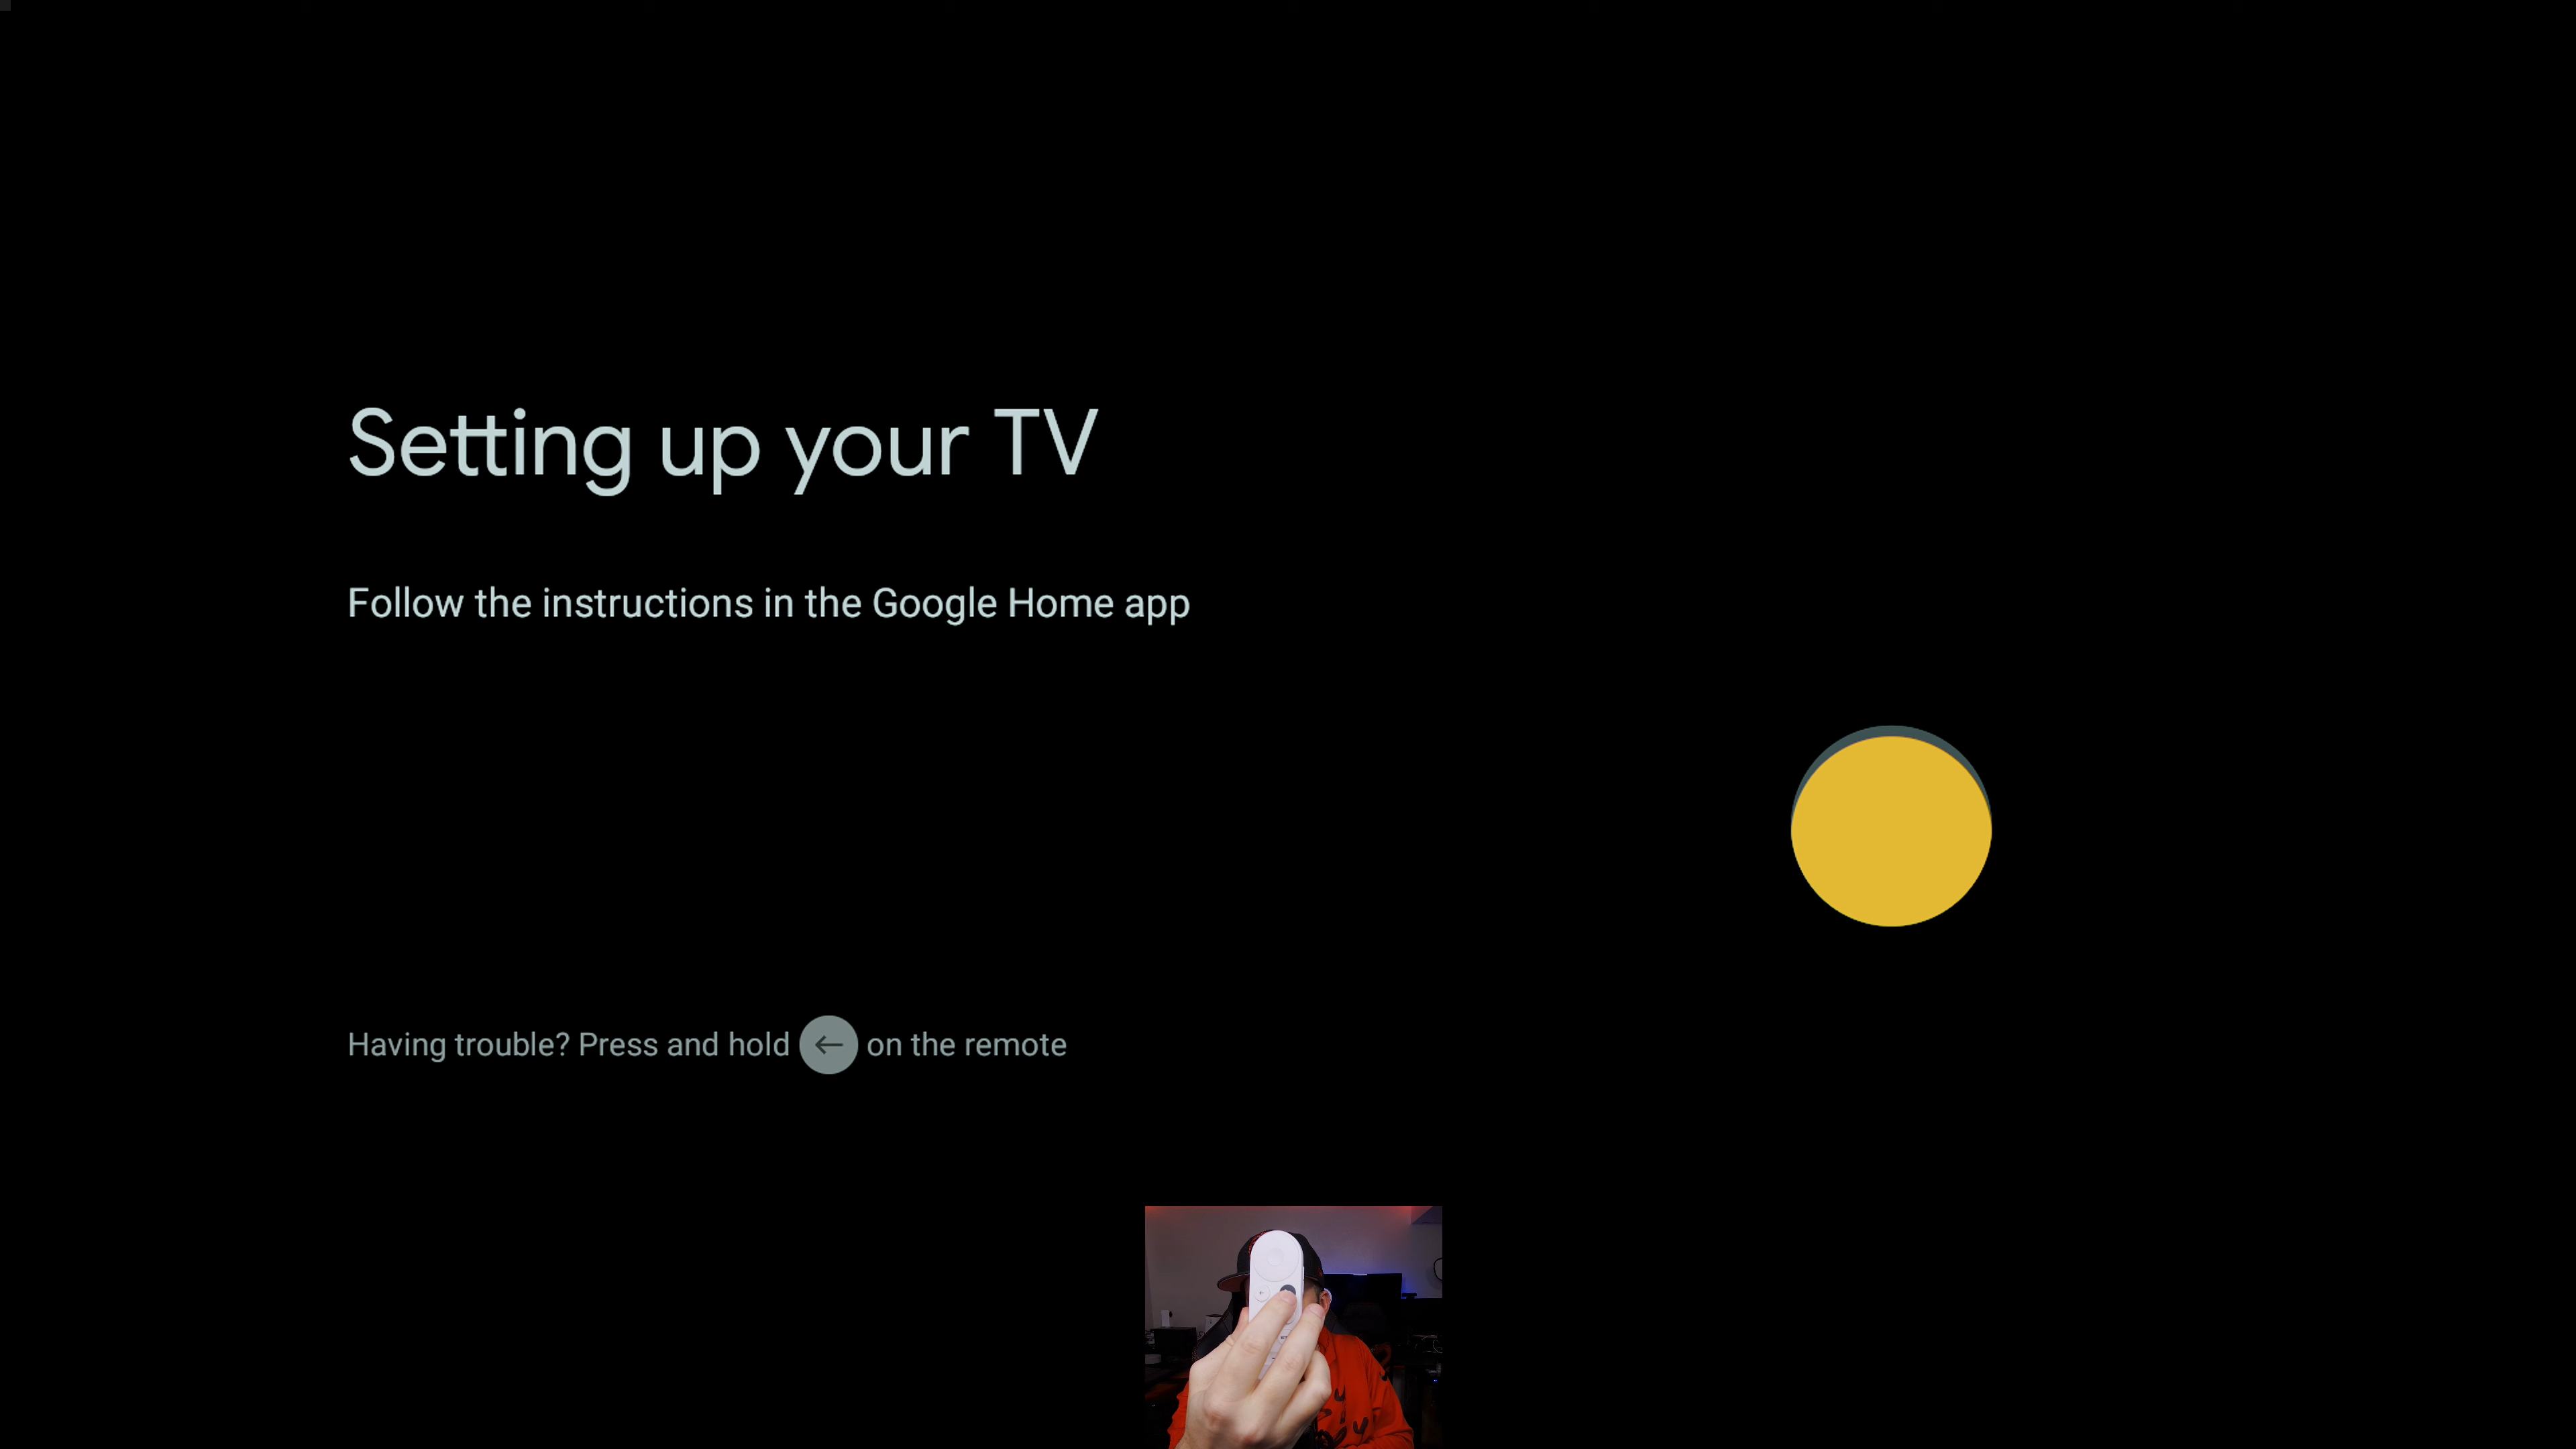 Setting up your TV
Follow the instructions in the Google Home app
Having trouble? Press and hold ← on the remote